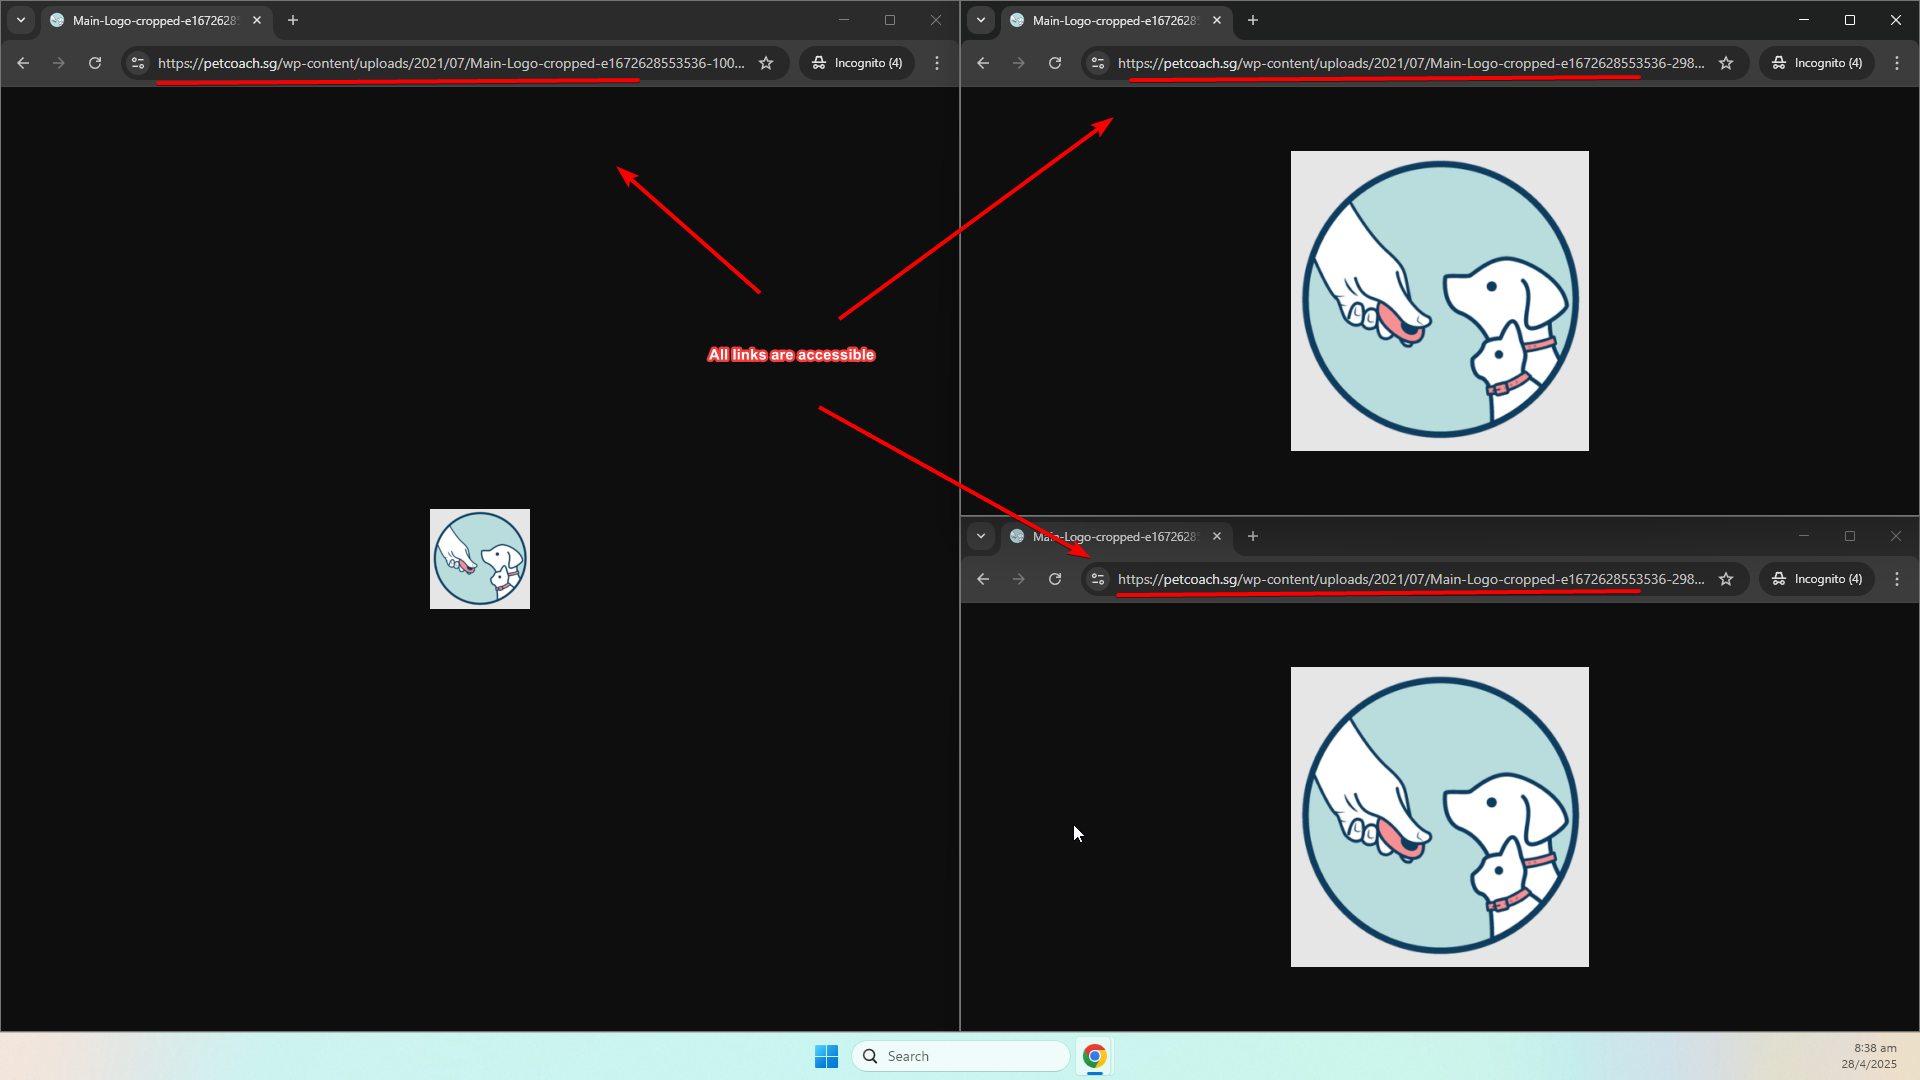 Main-Logo-cropped-e16726285
https://petcoach.sg/wp-content/uploads/2021/07/Main-Logo-cropped-e1672628553536-100...
Incognito (4)
Main-Logo-cropped-e16726285
https://petcoach.sg/wp-content/uploads/2021/07/Main-Logo-cropped-e1672628553536-298...
Incognito (4)
All links are accessible
Main-Logo-cropped-e16726285
https://petcoach.sg/wp-content/uploads/2021/07/Main-Logo-cropped-e1672628553536-298...
Incognito (4)
Search
8:38 am
28/4/2025